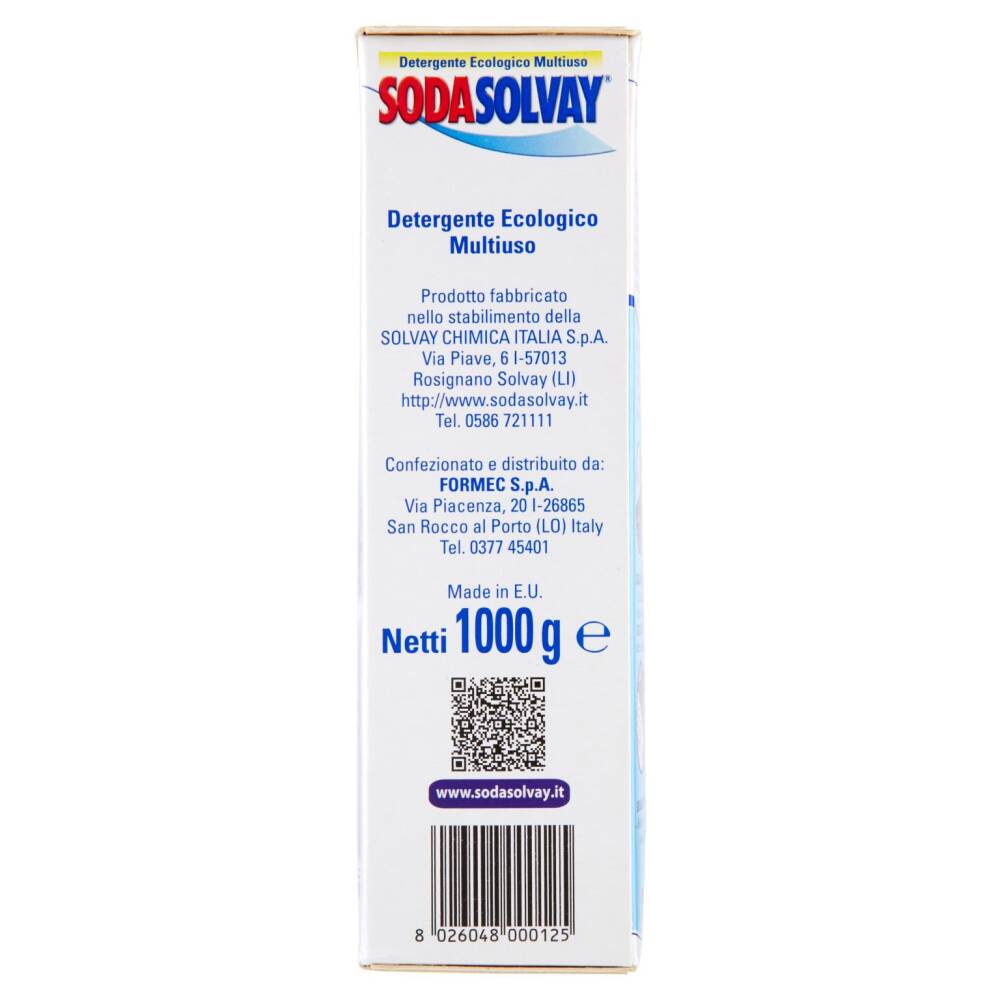 Detergente Ecologico Multiuso
SODASOLVAY®
Detergente Ecologico
Multiuso
Prodotto fabbricato
nello stabilimento della
SOLVAY CHIMICA ITALIA S.p.A.
Via Piave, 6 I-57013
Rosignano Solvay (LI)
http://www.sodasolvay.it
Tel. 0586 721111
Confezionato e distribuito da:
FORMEC S.p.A.
Via Piacenza, 20 I-26865
San Rocco al Porto (LO) Italy
Tel. 0377 45401
Made in E.U.
Netti 1000 g ℮
www.sodasolvay.it
8 026048 000125